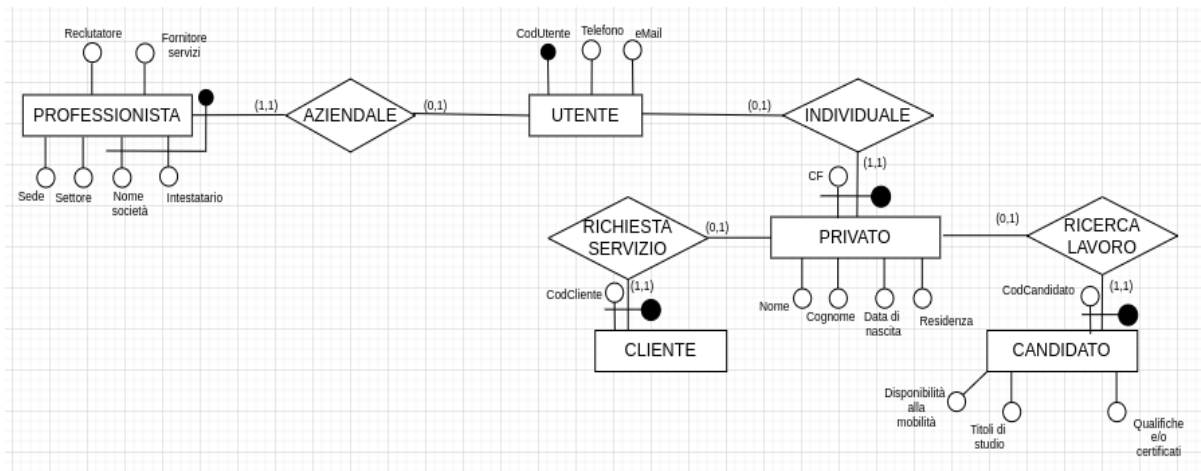 Reclutatore
Fornitore
servizi
CodUtente
Telefono
eMail
PROFESSIONISTA
(1,1)
AZIENDALE
(0,1)
UTENTE
(0,1)
INDIVIDUALE
(1,1)
Sede
Settore
Nome
società
Intestatario
CF
RICHIESTA
SERVIZIO
(0,1)
PRIVATO
(0,1)
RICERCA
LAVORO
CodCliente
(1,1)
Nome
Cognome
Data di
nascita
Residenza
CodCandidato
(1,1)
CLIENTE
CANDIDATO
Disponibilità
alla
mobilità
Titoli di
studio
Qualifiche
e/o
certificati